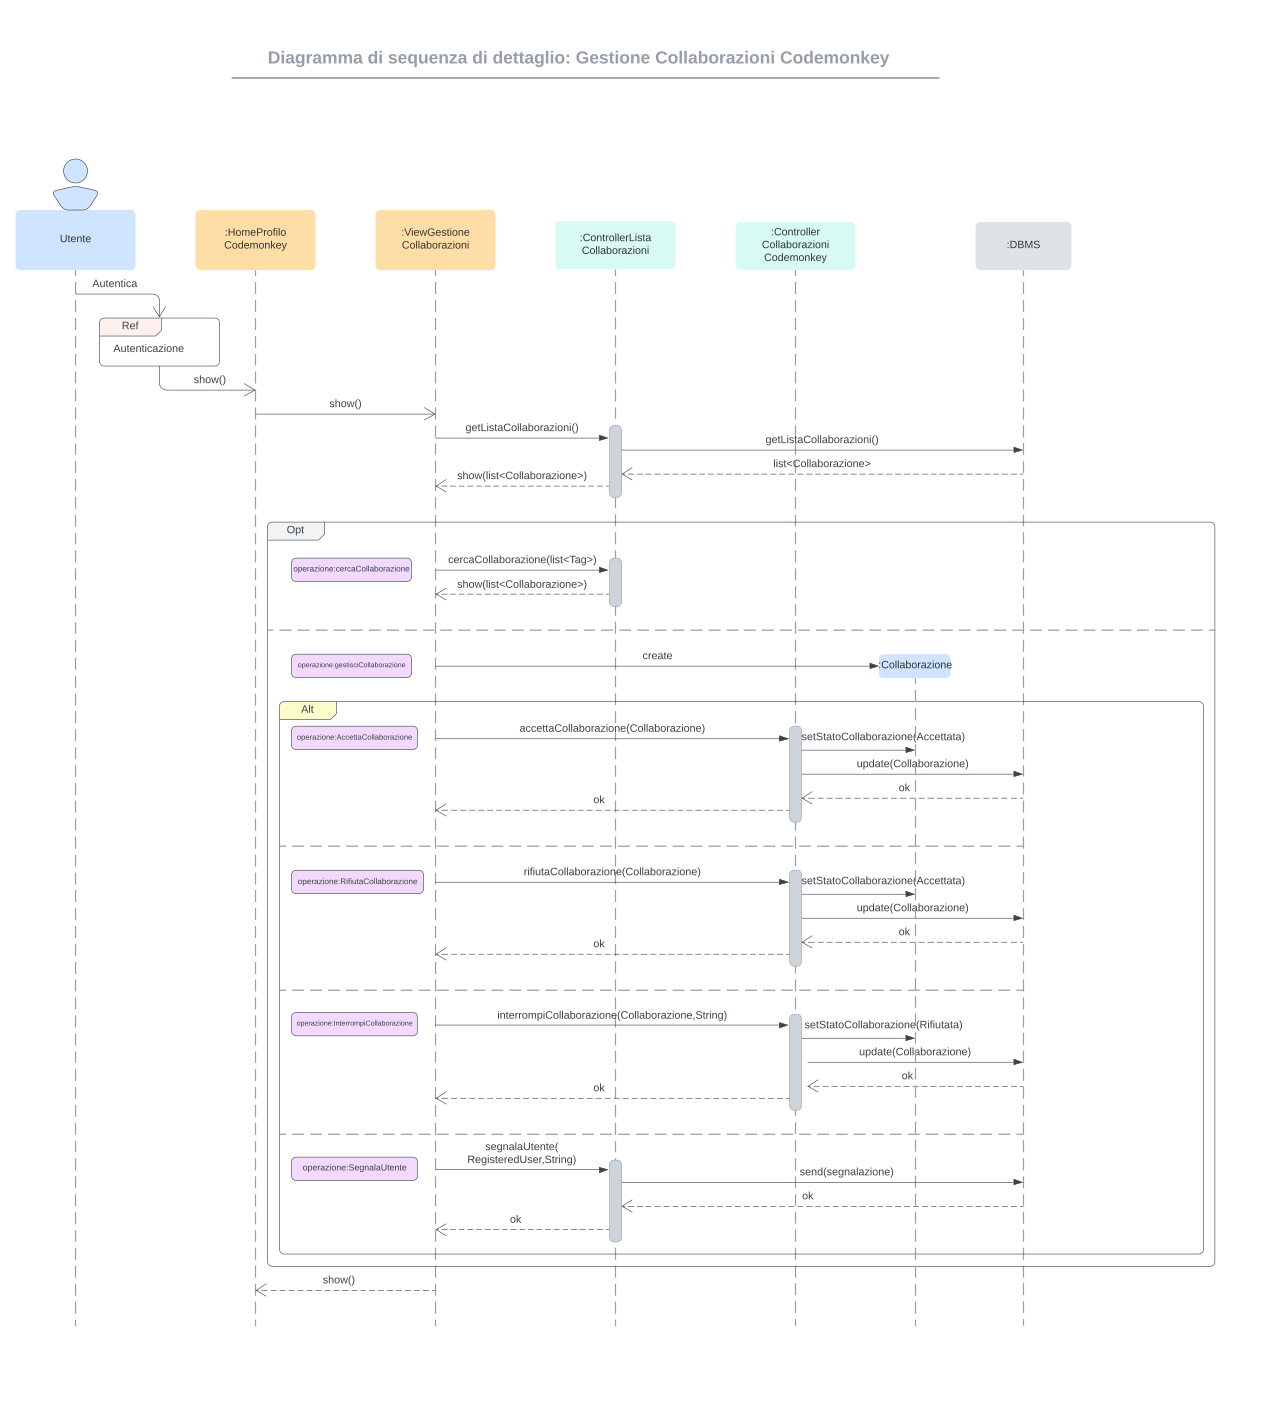 Diagramma di sequenza di dettaglio: Gestione Collaborazioni Codemonkey
Utente
:HomeProfilo
Codemonkey
:ViewGestione
Collaborazioni
:ControllerLista
Collaborazioni
:Controller
Collaborazioni
Codemonkey
:DBMS
Autentica
Ref
Autenticazione
show()
show()
getListaCollaborazioni()
getListaCollaborazioni()
list<Collaborazione>
show(list<Collaborazione>)
Opt
operazione:cercaCollaborazione
cercaCollaborazione(list<Tag>)
show(list<Collaborazione>)
operazione:gestisciCollaborazione
create
:Collaborazione
Alt
operazione:AccettaCollaborazione
accettaCollaborazione(Collaborazione)
setStatoCollaborazione(Accettata)
update(Collaborazione)
ok
ok
operazione:RifiutaCollaborazione
rifiutaCollaborazione(Collaborazione)
setStatoCollaborazione(Accettata)
update(Collaborazione)
ok
ok
operazione:InterrompiCollaborazione
interrompiCollaborazione(Collaborazione,String)
setStatoCollaborazione(Rifiutata)
update(Collaborazione)
ok
ok
operazione:SegnalaUtente
segnalaUtente(
RegisteredUser,String)
send(segnalazione)
ok
ok
show()